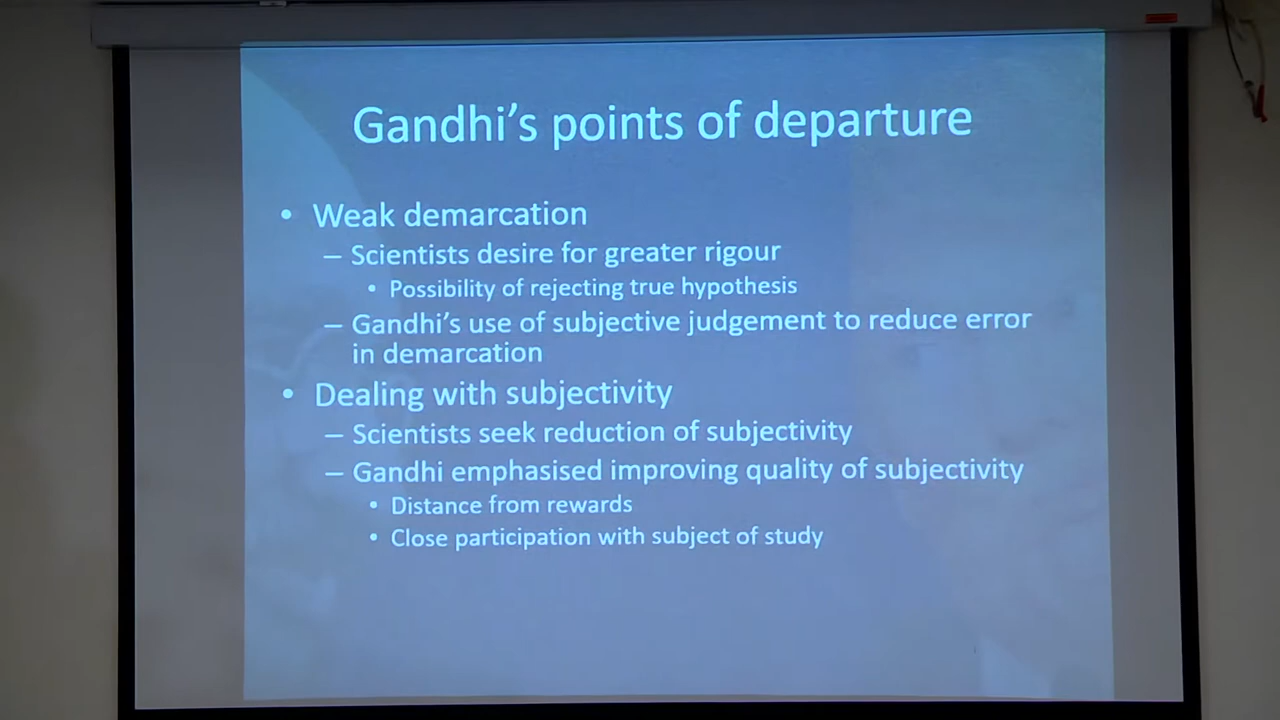 Gandhi's points of departure
• Weak demarcation
– Scientists desire for greater rigour
• Possibility of rejecting true hypothesis
– Gandhi's use of subjective judgement to reduce error
in demarcation
• Dealing with subjectivity
– Scientists seek reduction of subjectivity
– Gandhi emphasised improving quality of subjectivity
• Distance from rewards
• Close participation with subject of study